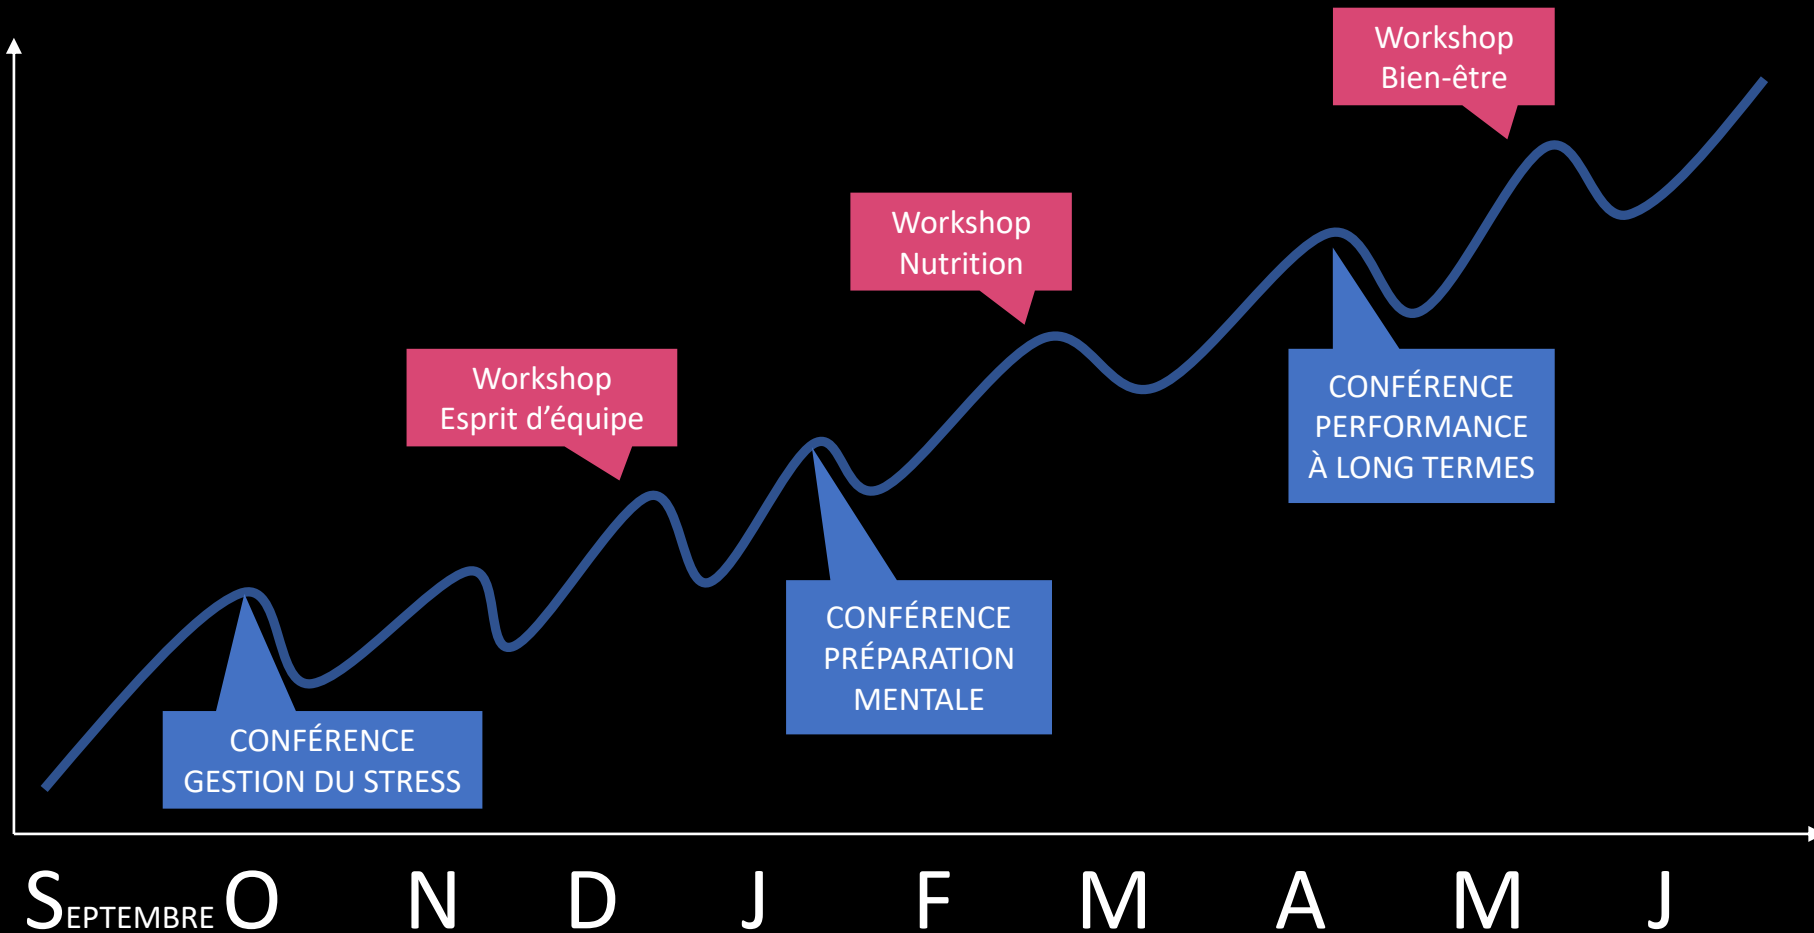 Workshop
Bien-être
Workshop
Nutrition
Workshop
Esprit d’équipe
CONFÉRENCE
PERFORMANCE
À LONG TERMES
CONFÉRENCE
PRÉPARATION
MENTALE
CONFÉRENCE
GESTION DU STRESS
SEPTEMBRE O N D J F M A M J